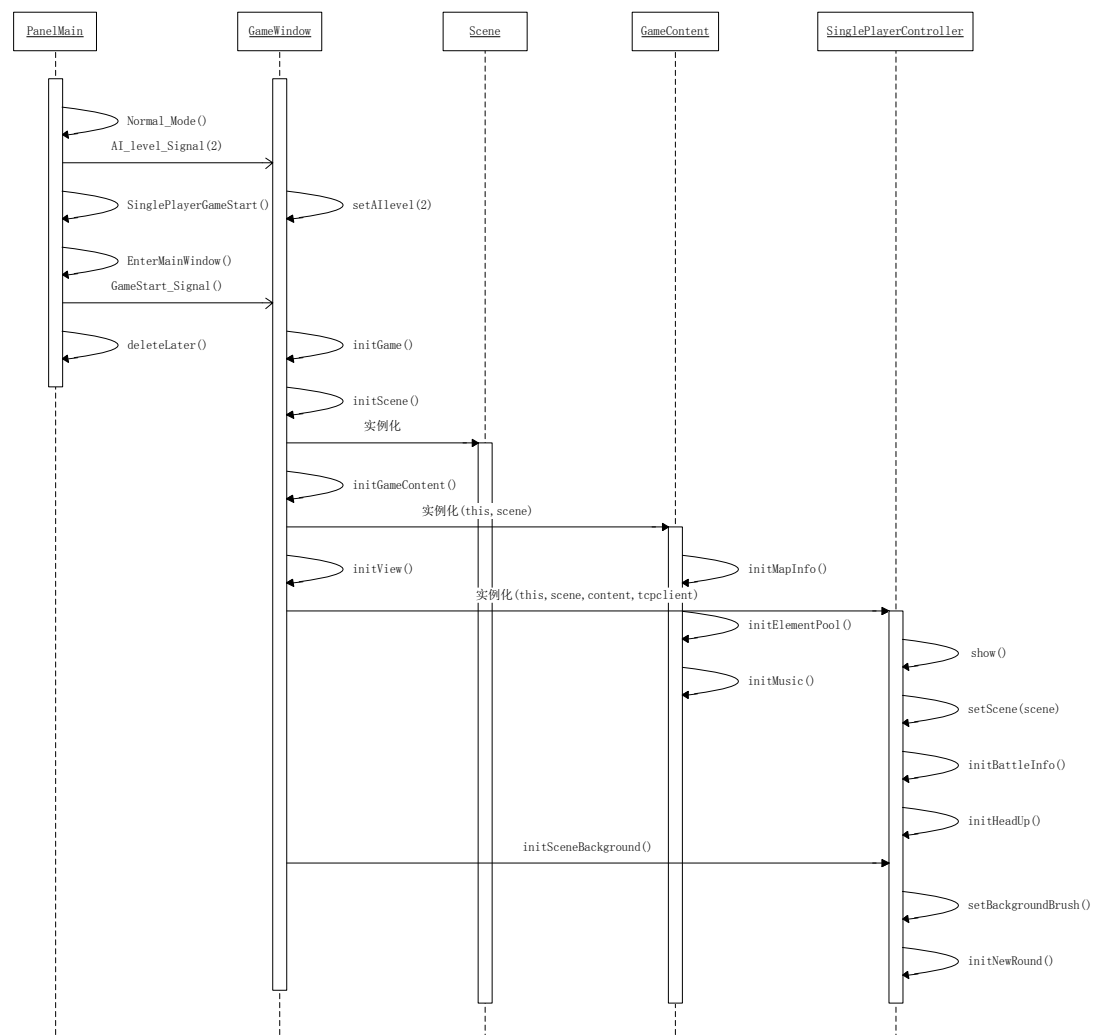 PanelMain
GameWindow
Scene
GameContent
SinglePlayerController
Normal_Mode()
AI_level_Signal(2)
SinglePlayerGameStart()
setAIlevel(2)
EnterMainWindow()
GameStart_Signal()
deleteLater()
initGame()
initScene()
实例化
initGameContent()
实例化(this,scene)
initView()
initMapInfo()
实例化(this,scene,content,tcpclient)
initElementPool()
show()
initMusic()
setScene(scene)
initBattleInfo()
initHeadUp()
initSceneBackground()
setBackgroundBrush()
initNewRound()